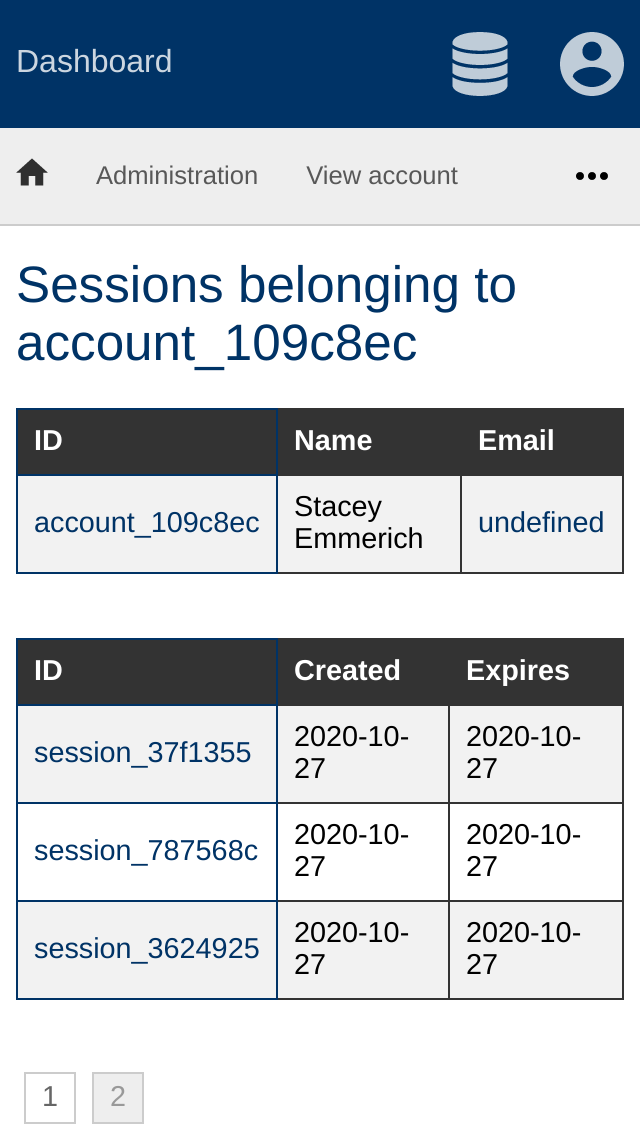 Dashboard
Administration View account
Sessions belonging to
account_109c8ec
ID Name Email
account_109c8ec Stacey Emmerich undefined
ID Created Expires
session_37f1355 2020-10-27 2020-10-27
session_787568c 2020-10-27 2020-10-27
session_3624925 2020-10-27 2020-10-27
1 2